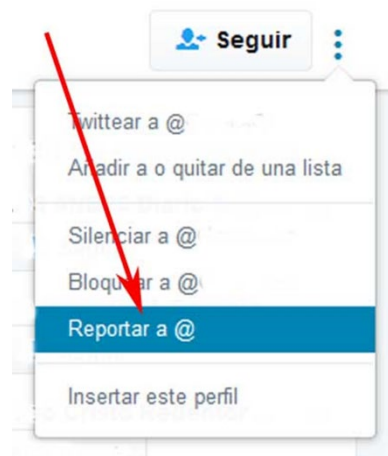 Seguir
Twittear a @
Añadir a o quitar de una lista
Silenciar a @
Bloquear a @
Reportar a @
Insertar este perfil